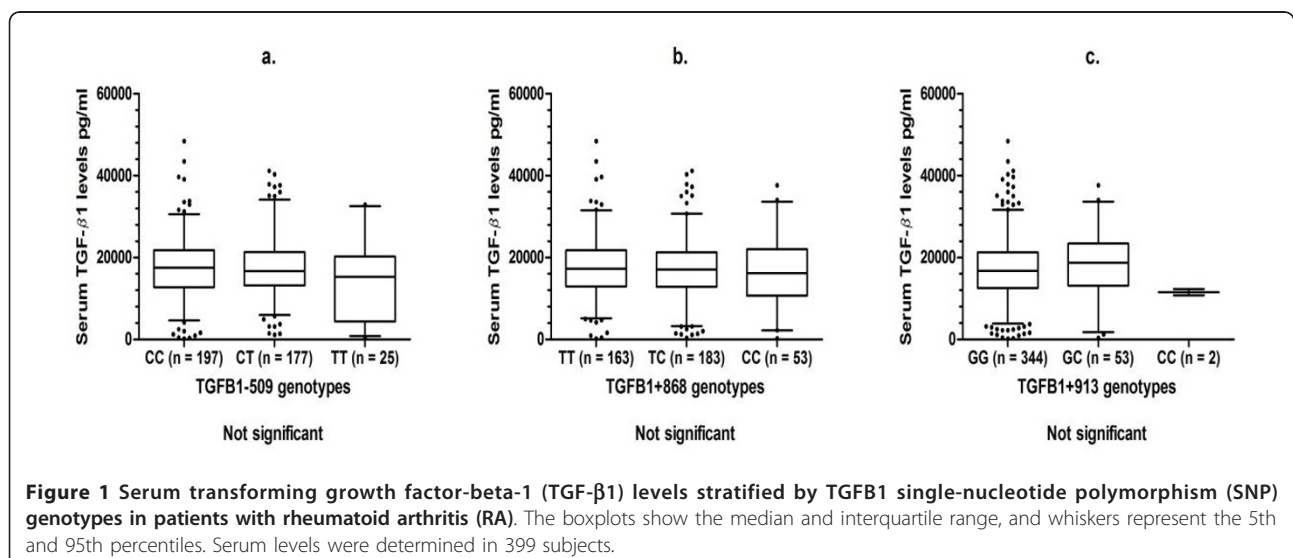 a.
Serum TGF-β1 levels pg/ml
60000
40000
20000
0
CC (n = 197) CT (n = 177) TT (n = 25)
TGFB1-509 genotypes
Not significant
b.
Serum TGF-β1 levels pg/ml
60000
40000
20000
0
TT (n = 163) TC (n = 183) CC (n = 53)
TGFB1+868 genotypes
Not significant
c.
Serum TGF-β1 levels pg/ml
60000
40000
20000
0
GG (n = 344) GC (n = 53) CC (n = 2)
TGFB1+913 genotypes
Not significant
Figure 1 Serum transforming growth factor-beta-1 (TGF-β1) levels stratified by TGFB1 single-nucleotide polymorphism (SNP)
genotypes in patients with rheumatoid arthritis (RA). The boxplots show the median and interquartile range, and whiskers represent the 5th
and 95th percentiles. Serum levels were determined in 399 subjects.